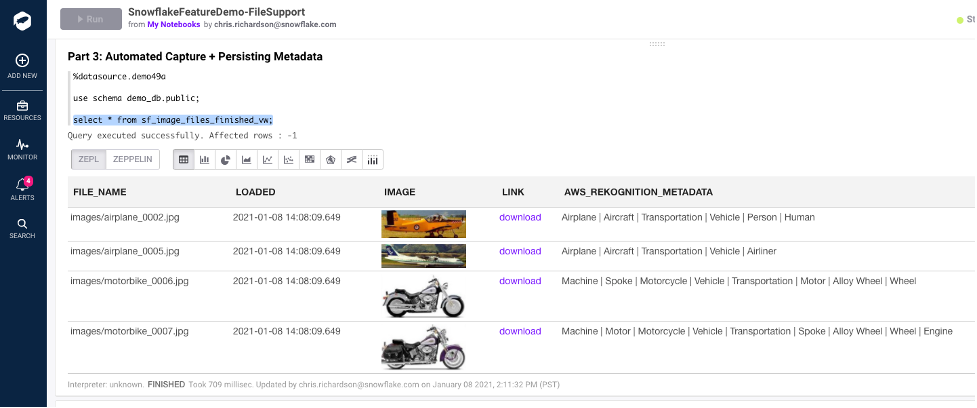 SnowflakeFeatureDemo-FileSupport
Run
from My Notebooks by chris.richardson@snowflake.com
St
ADD NEW
RESOURCES
MONITOR
4
ALERTS
SEARCH
Part 3: Automated Capture + Persisting Metadata
%datasource.demo49a
use schema demo_db.public;
select * from sf_image_files_finished_vw;
Query executed successfully. Affected rows : -1
ZEPL ZEPPELIN
FILE_NAME LOADED IMAGE LINK AWS_REKOGNITION_METADATA
images/airplane_0002.jpg 2021-01-08 14:08:09.649 download Airplane | Aircraft | Transportation | Vehicle | Person | Human
images/airplane_0005.jpg 2021-01-08 14:08:09.649 download Airplane | Aircraft | Transportation | Vehicle | Airliner
images/motorbike_0006.jpg 2021-01-08 14:08:09.649 download Machine | Spoke | Motorcycle | Vehicle | Transportation | Motor | Alloy Wheel | Wheel
images/motorbike_0007.jpg 2021-01-08 14:08:09.649 download Machine | Motor | Motorcycle | Vehicle | Transportation | Spoke | Alloy Wheel | Wheel | Engine
Interpreter: unknown. FINISHED Took 709 millisec. Updated by chris.richardson@snowflake.com on January 08 2021, 2:11:32 PM (PST)